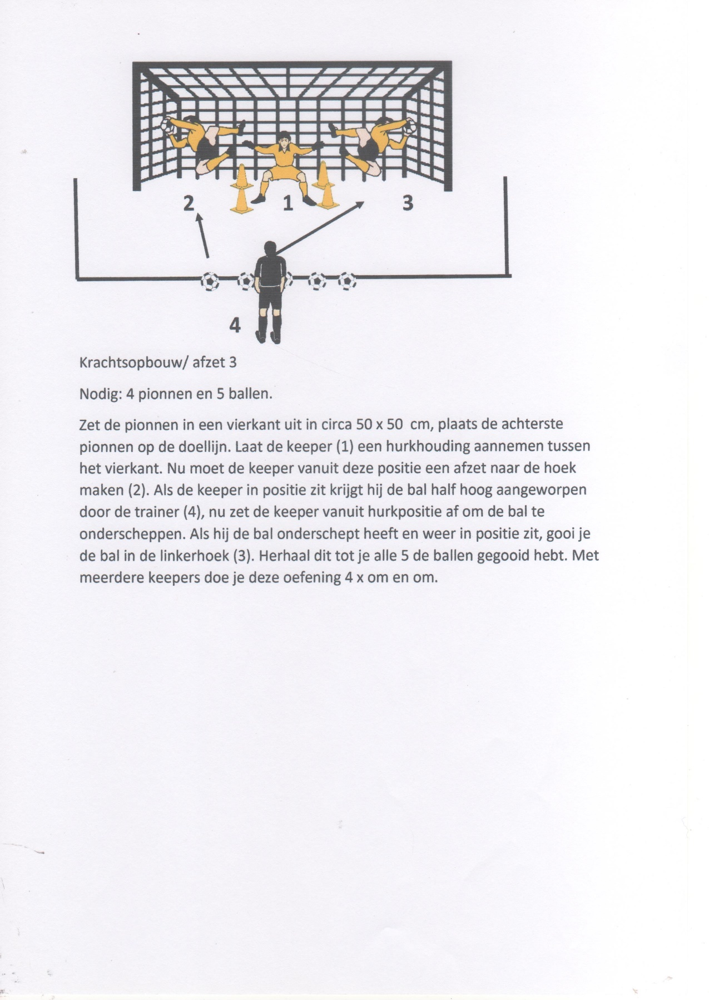 2
1
3
4
Krachtsopbouw/ afzet 3
Nodig: 4 pionnen en 5 ballen.
Zet de pionnen in een vierkant uit in circa 50 x 50 cm, plaats de achterste
pionnen op de doellijn. Laat de keeper (1) een hurkhouding aannemen tussen
het vierkant. Nu moet de keeper vanuit deze positie een afzet naar de hoek
maken (2). Als de keeper in positie zit krijgt hij de bal half hoog aangeworpen
door de trainer (4), nu zet de keeper vanuit hurkpositie af om de bal te
onderscheppen. Als hij de bal onderschept heeft en weer in positie zit, gooi je
de bal in de linkerhoek (3). Herhaal dit tot je alle 5 de ballen gegooid hebt. Met
meerdere keepers doe je deze oefening 4 x om en om.